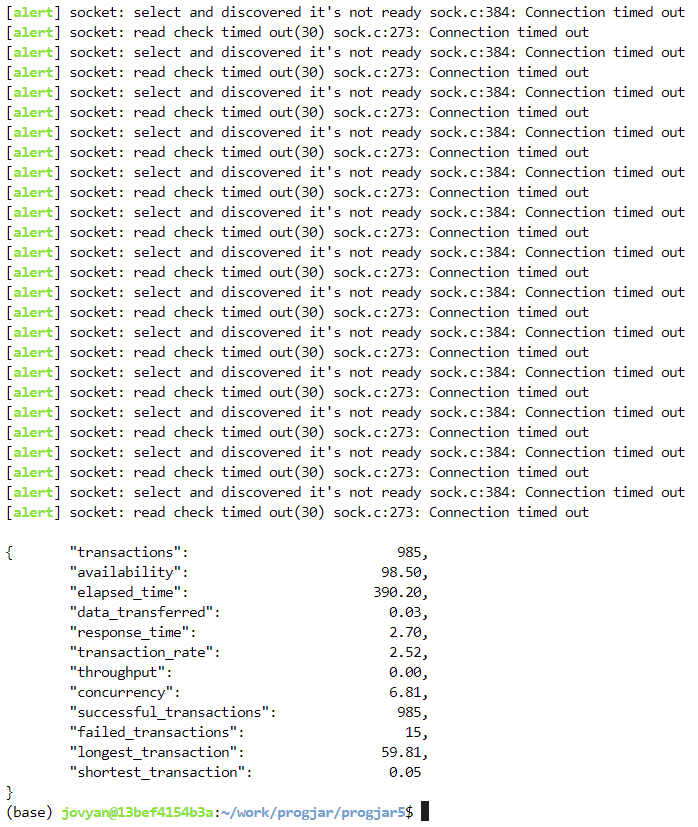 [alert] socket: select and discovered it's not ready sock.c:384: Connection timed out
[alert] socket: read check timed out(30) sock.c:273: Connection timed out
[alert] socket: select and discovered it's not ready sock.c:384: Connection timed out
[alert] socket: read check timed out(30) sock.c:273: Connection timed out
[alert] socket: select and discovered it's not ready sock.c:384: Connection timed out
[alert] socket: read check timed out(30) sock.c:273: Connection timed out
[alert] socket: select and discovered it's not ready sock.c:384: Connection timed out
[alert] socket: read check timed out(30) sock.c:273: Connection timed out
[alert] socket: select and discovered it's not ready sock.c:384: Connection timed out
[alert] socket: read check timed out(30) sock.c:273: Connection timed out
[alert] socket: select and discovered it's not ready sock.c:384: Connection timed out
[alert] socket: read check timed out(30) sock.c:273: Connection timed out
[alert] socket: select and discovered it's not ready sock.c:384: Connection timed out
[alert] socket: read check timed out(30) sock.c:273: Connection timed out
[alert] socket: select and discovered it's not ready sock.c:384: Connection timed out
[alert] socket: read check timed out(30) sock.c:273: Connection timed out
[alert] socket: select and discovered it's not ready sock.c:384: Connection timed out
[alert] socket: read check timed out(30) sock.c:273: Connection timed out
[alert] socket: select and discovered it's not ready sock.c:384: Connection timed out
[alert] socket: read check timed out(30) sock.c:273: Connection timed out
[alert] socket: select and discovered it's not ready sock.c:384: Connection timed out
[alert] socket: read check timed out(30) sock.c:273: Connection timed out
[alert] socket: select and discovered it's not ready sock.c:384: Connection timed out
[alert] socket: read check timed out(30) sock.c:273: Connection timed out
[alert] socket: select and discovered it's not ready sock.c:384: Connection timed out
[alert] socket: read check timed out(30) sock.c:273: Connection timed out
{ "transactions": 985,
"availability": 98.50,
"elapsed_time": 390.20,
"data_transferred": 0.03,
"response_time": 2.70,
"transaction_rate": 2.52,
"throughput": 0.00,
"concurrency": 6.81,
"successful_transactions": 985,
"failed_transactions": 15,
"longest_transaction": 59.81,
"shortest_transaction": 0.05
}
(base) jovyan@13bef4154b3a:~/work/progjar/progjar5$